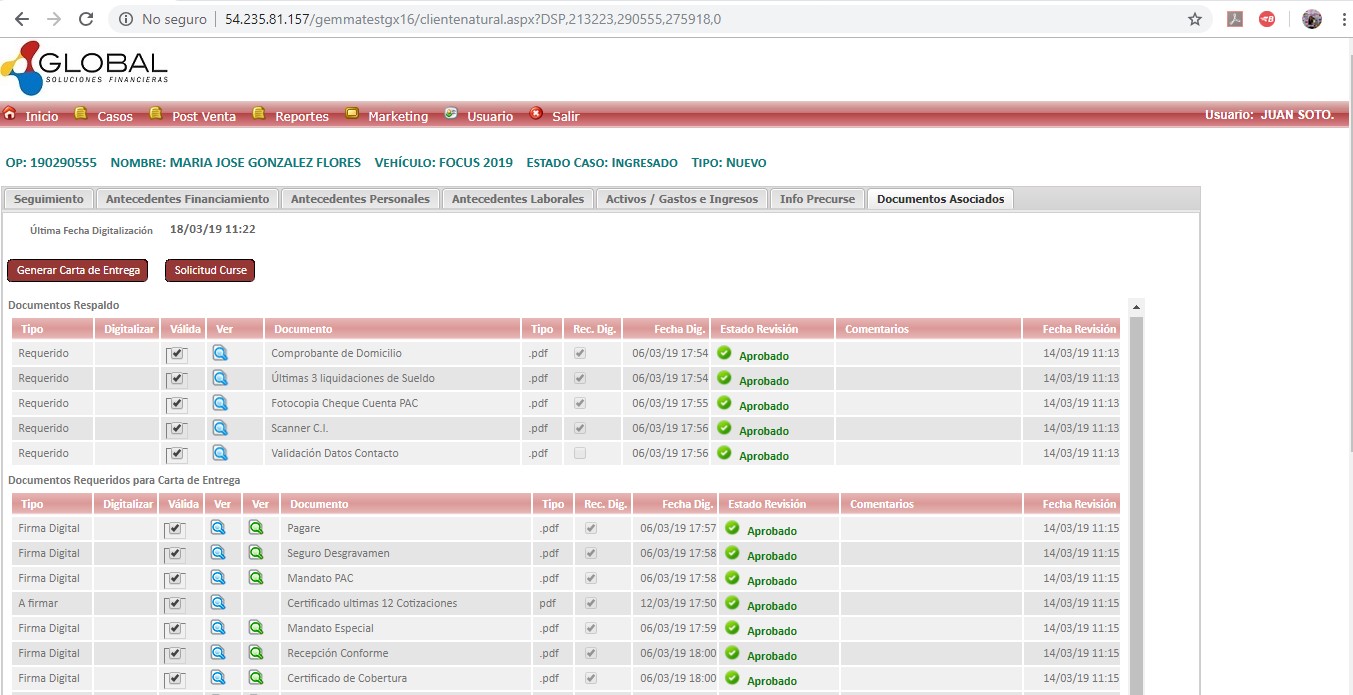 No seguro | 54.235.81.157/gemmatestgx16/clientenatural.aspx?DSP,213223,290555,275918,0
GLOBAL
SOLUCIONES FINANCIERAS
Inicio Casos Post Venta Reportes Marketing Usuario Salir Usuario: JUAN SOTO.
OP: 190290555 NOMBRE: MARIA JOSE GONZALEZ FLORES VEHÍCULO: FOCUS 2019 ESTADO CASO: INGRESADO TIPO: NUEVO
Seguimiento Antecedentes Financiamiento Antecedentes Personales Antecedentes Laborales Activos / Gastos e Ingresos Info Precurse Documentos Asociados
Última Fecha Digitalización 18/03/19 11:22
Generar Carta de Entrega Solicitud Curse
Documentos Respaldo
Tipo Digitalizar Válida Ver Documento Tipo Rec. Dig. Fecha Dig. Estado Revisión Comentarios Fecha Revisión
Requerido Comprobante de Domicilio .pdf 06/03/19 17:54 Aprobado 14/03/19 11:13
Requerido Últimas 3 liquidaciones de Sueldo .pdf 06/03/19 17:54 Aprobado 14/03/19 11:13
Requerido Fotocopia Cheque Cuenta PAC .pdf 06/03/19 17:55 Aprobado 14/03/19 11:13
Requerido Scanner C.I. .pdf 06/03/19 17:56 Aprobado 14/03/19 11:13
Requerido Validación Datos Contacto .pdf 06/03/19 17:56 Aprobado 14/03/19 11:13
Documentos Requeridos para Carta de Entrega
Tipo Digitalizar Válida Ver Ver Documento Tipo Rec. Dig. Fecha Dig. Estado Revisión Comentarios Fecha Revisión
Firma Digital Pagare .pdf 06/03/19 17:57 Aprobado 14/03/19 11:15
Firma Digital Seguro Desgravamen .pdf 06/03/19 17:58 Aprobado 14/03/19 11:15
Firma Digital Mandato PAC .pdf 06/03/19 17:58 Aprobado 14/03/19 11:15
A firmar Certificado ultimas 12 Cotizaciones pdf 12/03/19 17:50 Aprobado 14/03/19 11:15
Firma Digital Mandato Especial .pdf 06/03/19 17:59 Aprobado 14/03/19 11:15
Firma Digital Recepción Conforme .pdf 06/03/19 18:00 Aprobado 14/03/19 11:15
Firma Digital Certificado de Cobertura .pdf 06/03/19 18:00 Aprobado 14/03/19 11:15